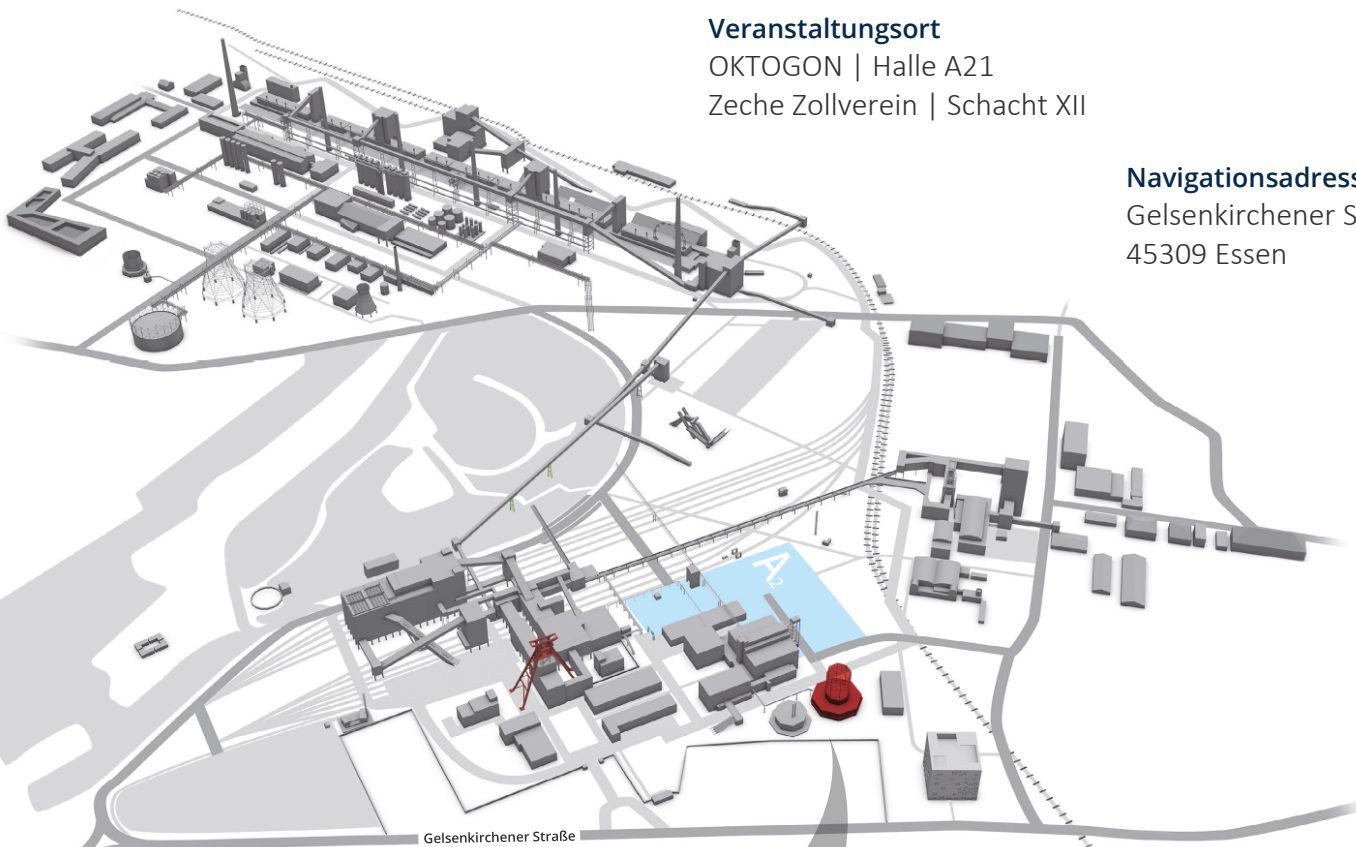 Veranstaltungsort
OKTOGON | Halle A21
Zeche Zollverein | Schacht XII
Navigationsadress
Gelsenkirchener S
45309 Essen
A2
Gelsenkirchener Straße